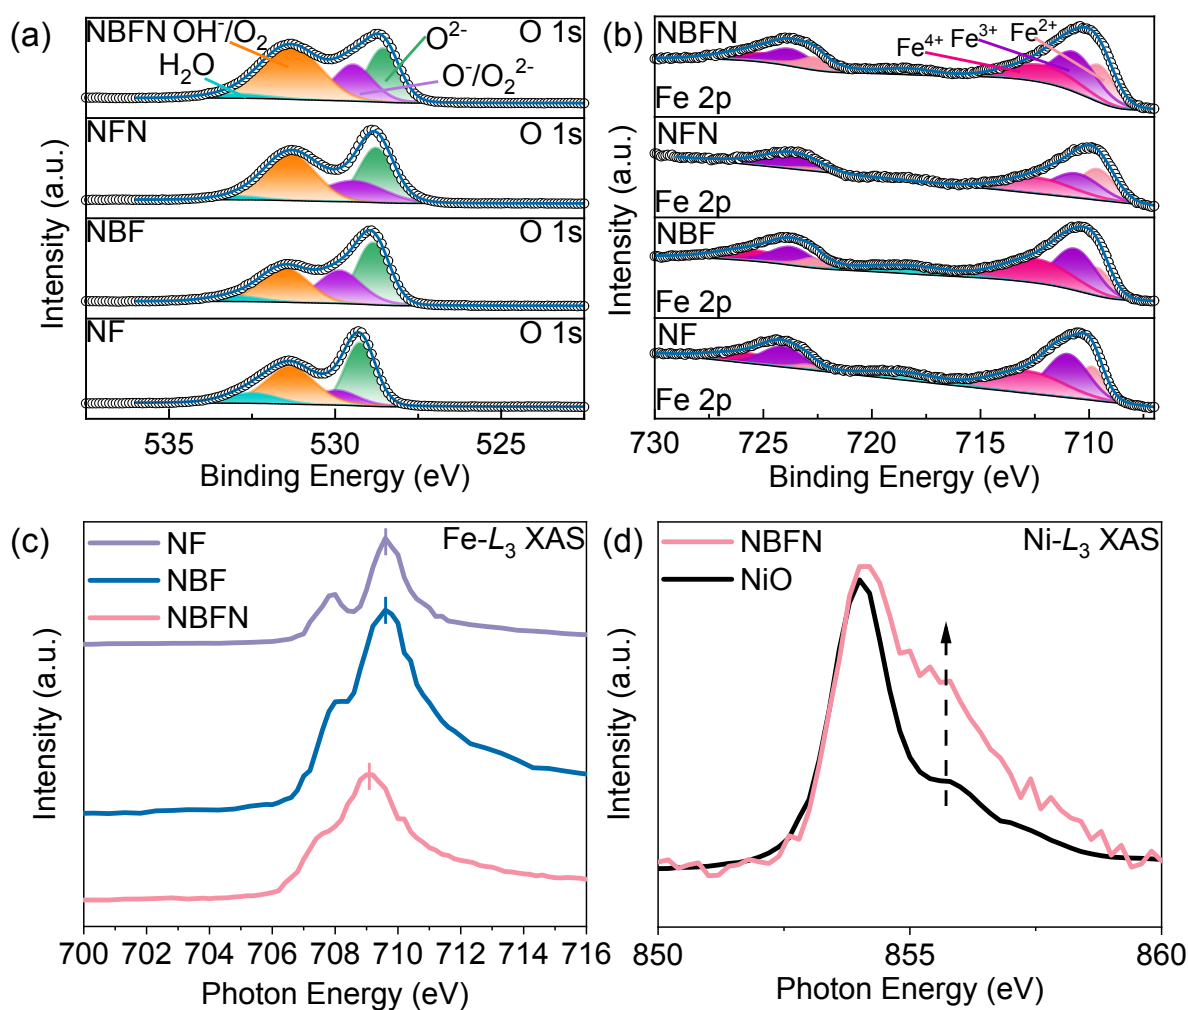 (a)
NBFN OH⁻/O₂
O²⁻
O 1s
H₂O
O⁻/O₂²⁻
NFN
O 1s
NBF
O 1s
NF
O 1s
Intensity (a.u.)
535
530
525
Binding Energy (eV)
(b)
NBFN
Fe⁴⁺
Fe³⁺
Fe²⁺
Fe 2p
NFN
Fe 2p
NBF
Fe 2p
NF
Fe 2p
Intensity (a.u.)
730
725
720
715
710
Binding Energy (eV)
(c)
NF
NBF
NBFN
Fe-L₃ XAS
Intensity (a.u.)
700
702
704
706
708
710
712
714
716
Photon Energy (eV)
(d)
NBFN
NiO
Ni-L₃ XAS
Intensity (a.u.)
850
855
860
Photon Energy (eV)